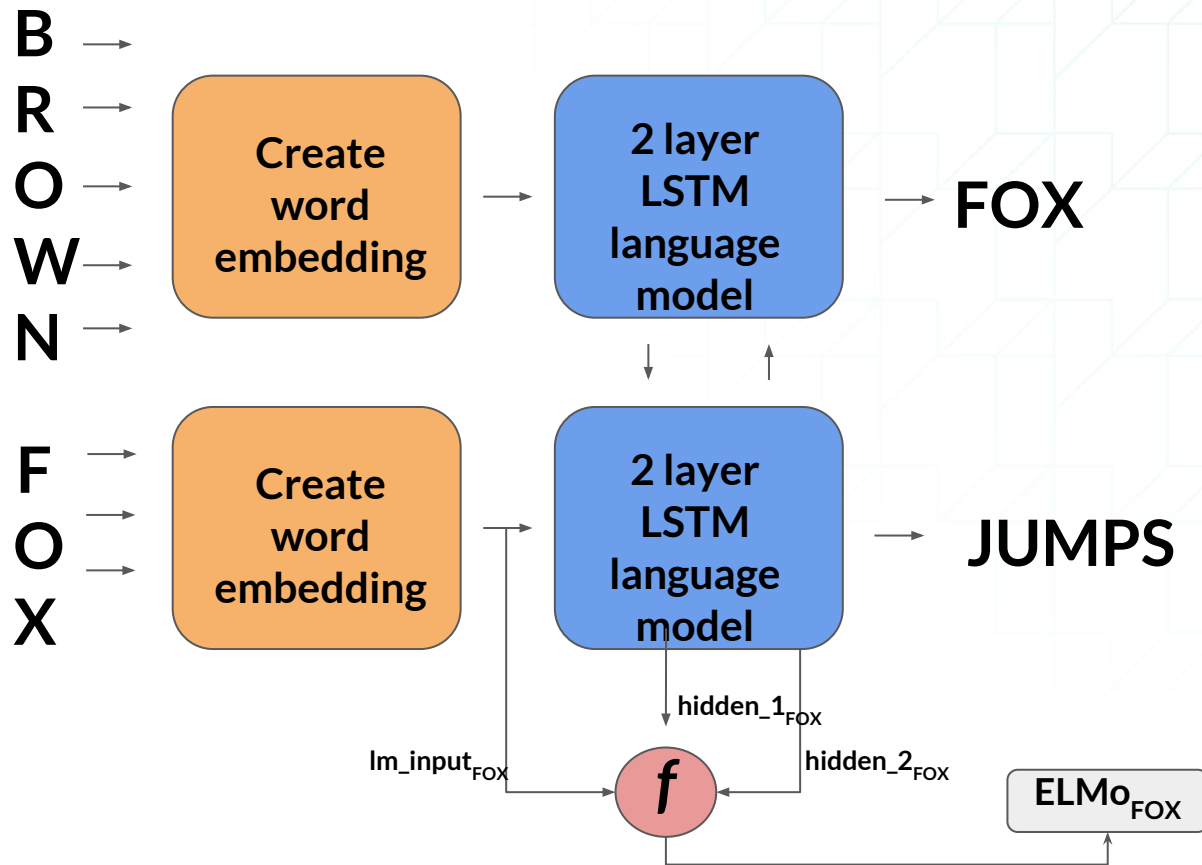 B
R
O
W
N
Create
word
embedding
2 layer
LSTM
language
model
FOX
F
O
X
Create
word
embedding
2 layer
LSTM
language
model
JUMPS
hidden_1FOX
lm_inputFOX
hidden_2FOX
f
ELMoFOX